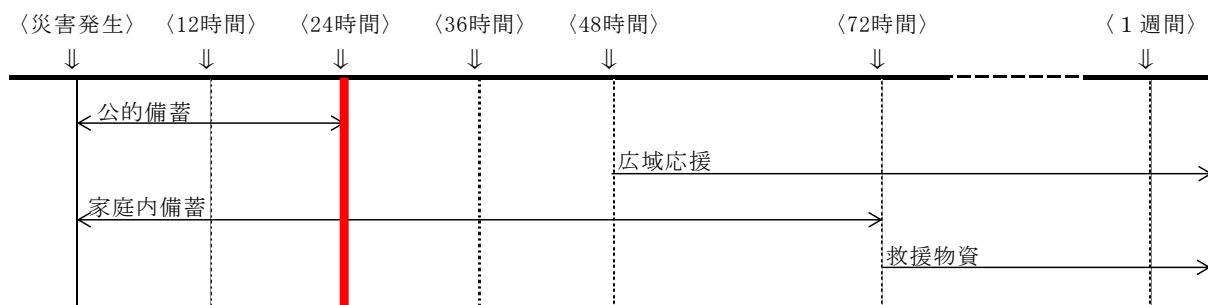 〈災害発生〉 〈12時間〉 〈24時間〉 〈36時間〉 〈48時間〉 〈72時間〉 〈１週間〉
⇓ ⇓ ⇓ ⇓ ⇓ ⇓ ⇓
公的備蓄
広域応援
家庭内備蓄
救援物資